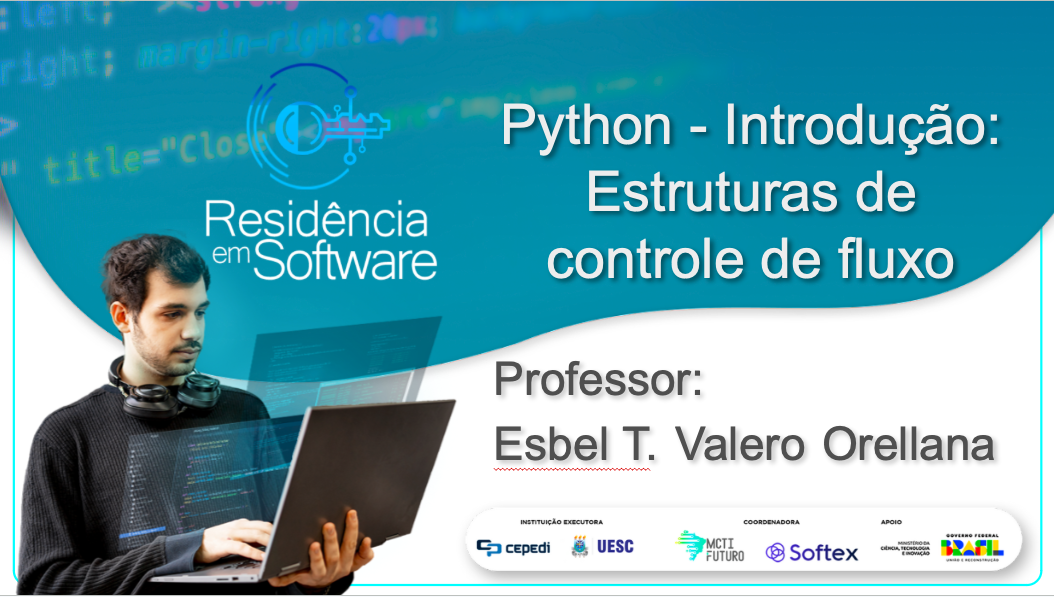 : left; ><strong
right; margin-right:20px;
>
" title="Close"
Python - Introdução:
Estruturas de
controle de fluxo
Residência
em Software
Professor:
Esbel T. Valero Orellana
INSTITUIÇÃO EXECUTORA
COORDENADORA
APOIO
cepedi
UESC
MCTI
FUTURO
Softex
MINISTÉRIO DA
CIÊNCIA, TECNOLOGIA
E INOVAÇÃO
GOVERNO FEDERAL
BRASIL
UNIÃO E RECONSTRUÇÃO